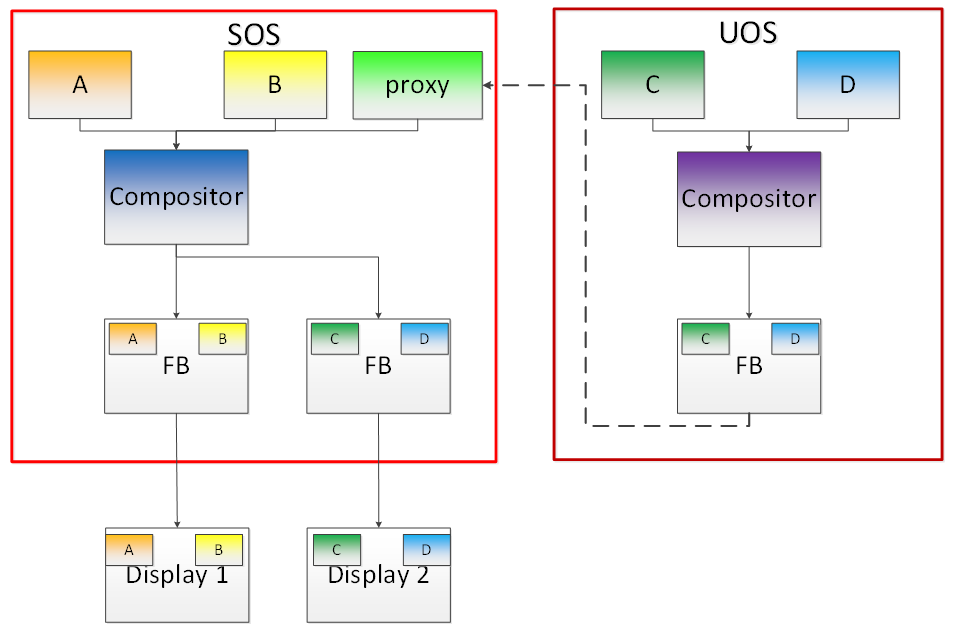 SOS
UOS
A
B
proxy
C
D
Compositor
Compositor
A
B
FB
C
D
FB
C
D
FB
A
B
Display 1
C
D
Display 2